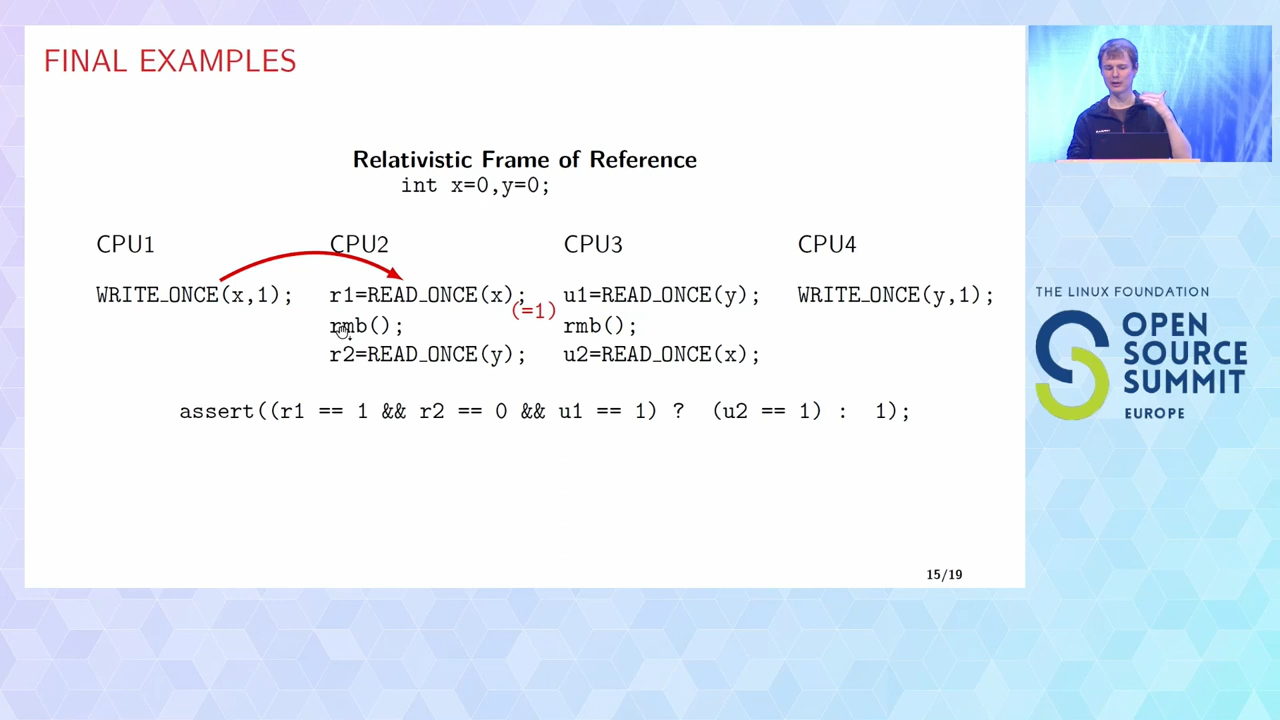 FINAL EXAMPLES
Relativistic Frame of Reference
int x=0,y=0;
CPU1 CPU2 CPU3 CPU4
WRITE_ONCE(x,1); r1=READ_ONCE(x); u1=READ_ONCE(y); WRITE_ONCE(y,1);
(=1)
rmb(); rmb();
r2=READ_ONCE(y); u2=READ_ONCE(x);
assert((r1 == 1 && r2 == 0 && u1 == 1) ? (u2 == 1) : 1);
15/19
THE LINUX FOUNDATION
OPEN
SOURCE
SUMMIT
EUROPE